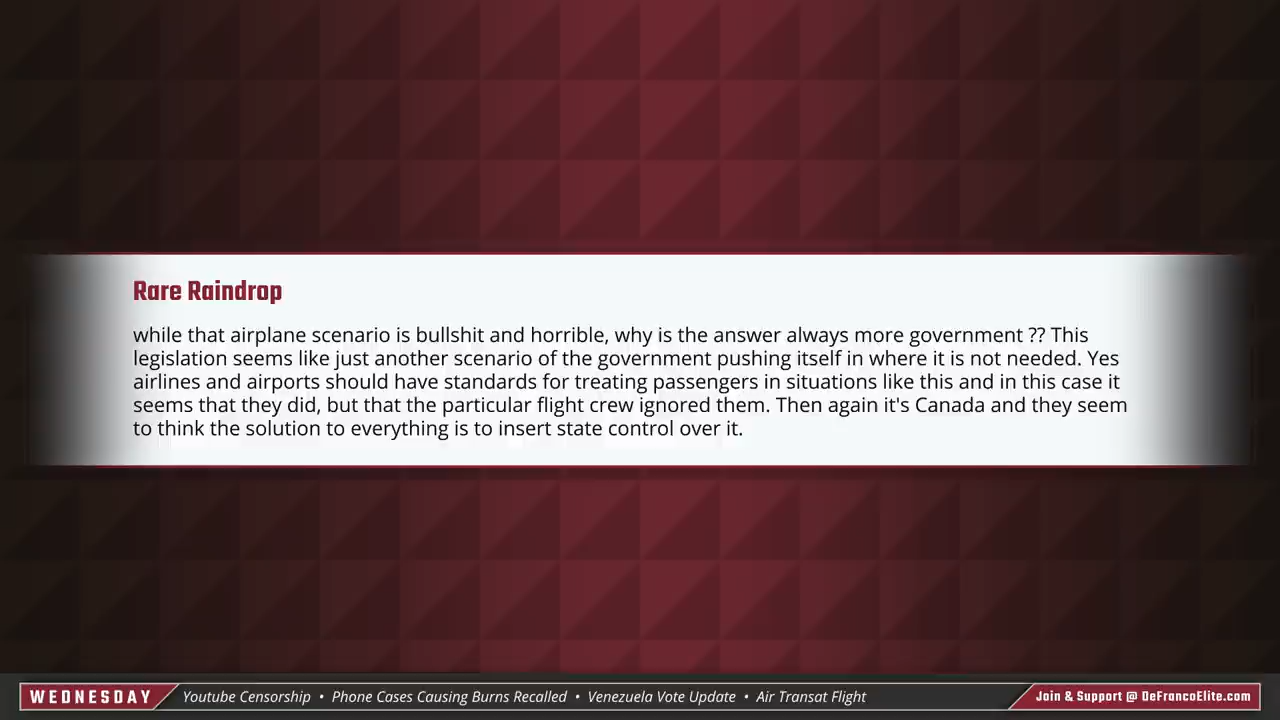 Rare Raindrop
while that airplane scenario is bullshit and horrible, why is the answer always more government ?? This
legislation seems like just another scenario of the government pushing itself in where it is not needed. Yes
airlines and airports should have standards for treating passengers in situations like this and in this case it
seems that they did, but that the particular flight crew ignored them. Then again it's Canada and they seem
to think the solution to everything is to insert state control over it.
WEDNESDAY Youtube Censorship • Phone Cases Causing Burns Recalled • Venezuela Vote Update • Air Transat Flight Join & Support @ DeFrancoElite.com